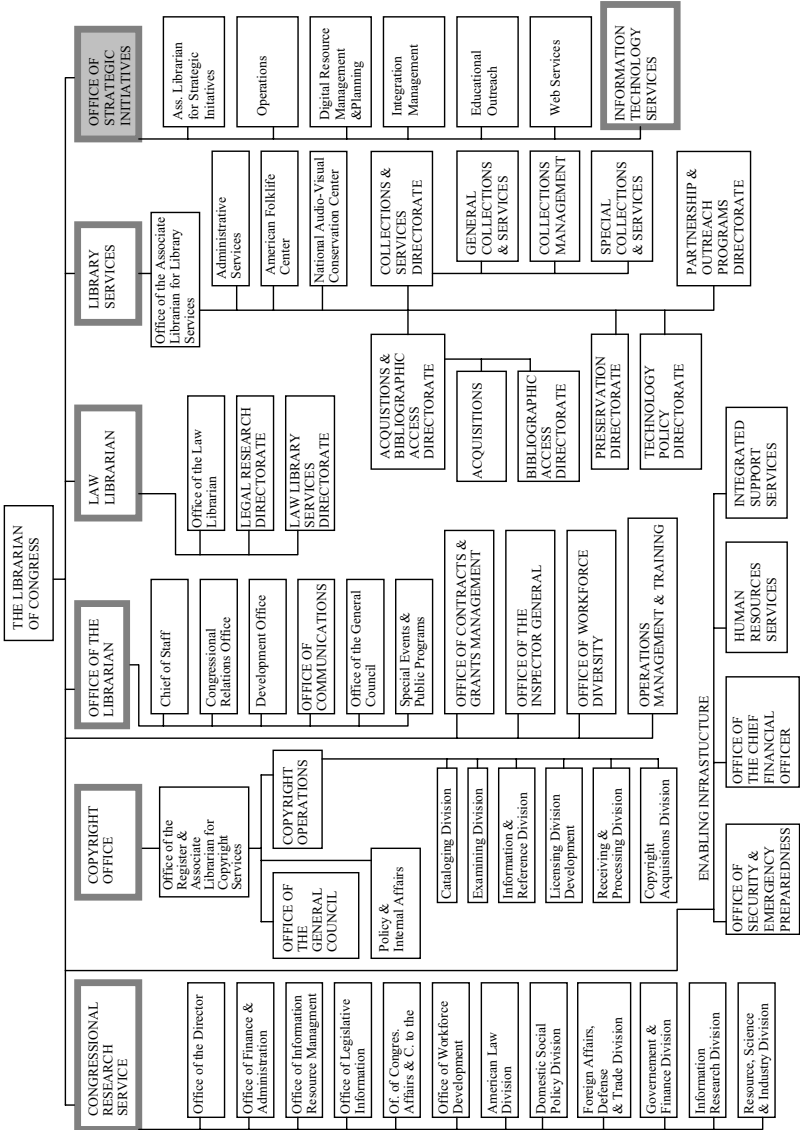 THE LIBRARIAN
OF CONGRESS
CONGRESSIONAL
RESEARCH
SERVICE
Office of the Director
Office of Finance &
Administration
Office of Information
Resource Managment
Office of Legislative
Information
Of. of Congres.
Affairs & C. to the
Office of Workforce
Development
American Law
Division
Domestic Social
Policy Division
Foreign Affairs,
Defense
& Trade Division
Governement &
Finance Division
Information
Research Division
Resource, Science
& Industry Division
COPYRIGHT
OFFICE
Office of the
Register &
Associate
Librarian for
Copyright
Services
OFFICE OF
THE
GENERAL
COUNCIL
COPYRIGHT
OPERATIONS
Policy &
Internal Affairs
Cataloging Division
Examining Division
Information &
Reference Division
Licensing Division
Development
Receiving &
Processing Division
Copyright
Acquisitions Division
OFFICE OF THE
LIBRARIAN
Chief of Staff
Congressional
Relations Office
Development Office
OFFICE OF
COMMUNICATIONS
Office of the General
Council
Special Events &
Public Programs
OFFICE OF CONTRACTS &
GRANTS MANAGEMENT
OFFICE OF THE
INSPECTOR GENERAL
OFFICE OF WORKFORCE
DIVERSITY
OPERATIONS
MANAGEMENT & TRAINING
LAW
LIBRARIAN
Office of the Law
Librarian
LEGAL RESEARCH
DIRECTORATE
LAW LIBRARY
SERVICES
DIRECTORATE
LIBRARY
SERVICES
Office of the Associate
Librarian for Library
Services
Administrative
Services
American Folklife
Center
National Audio-Visual
Conservation Center
COLLECTIONS &
SERVICES
DIRECTORATE
GENERAL
COLLECTIONS
& SERVICES
COLLECTIONS
MANAGEMENT
SPECIAL
COLLECTIONS
& SERVICES
PARTNERSHIP &
OUTREACH
PROGRAMS
DIRECTORATE
ACQUISTIONS &
BIBLIOGRAPHIC
ACCESS
DIRECTORATE
ACQUISITIONS
BIBLIOGRAPHIC
ACCESS
DIRECTORATE
PRESERVATION
DIRECTORATE
TECHNOLOGY
POLICY
DIRECTORATE
OFFICE OF
STRATEGIC
INITIATIVES
Ass. Librarian
for Strategic
Initatives
Operations
Digital Resource
Management
&Planning
Integration
Management
Educational
Outreach
Web Services
INFORMATION
TECHNOLOGY
SERVICES
ENABLING INFRASTUCTURE
OFFICE OF
SECURITY &
EMERGENCY
PREPAREDNESS
OFFICE OF
THE CHIEF
FINANCIAL
OFFICER
HUMAN
RESOURCES
SERVICES
INTEGRATED
SUPPORT
SERVICES